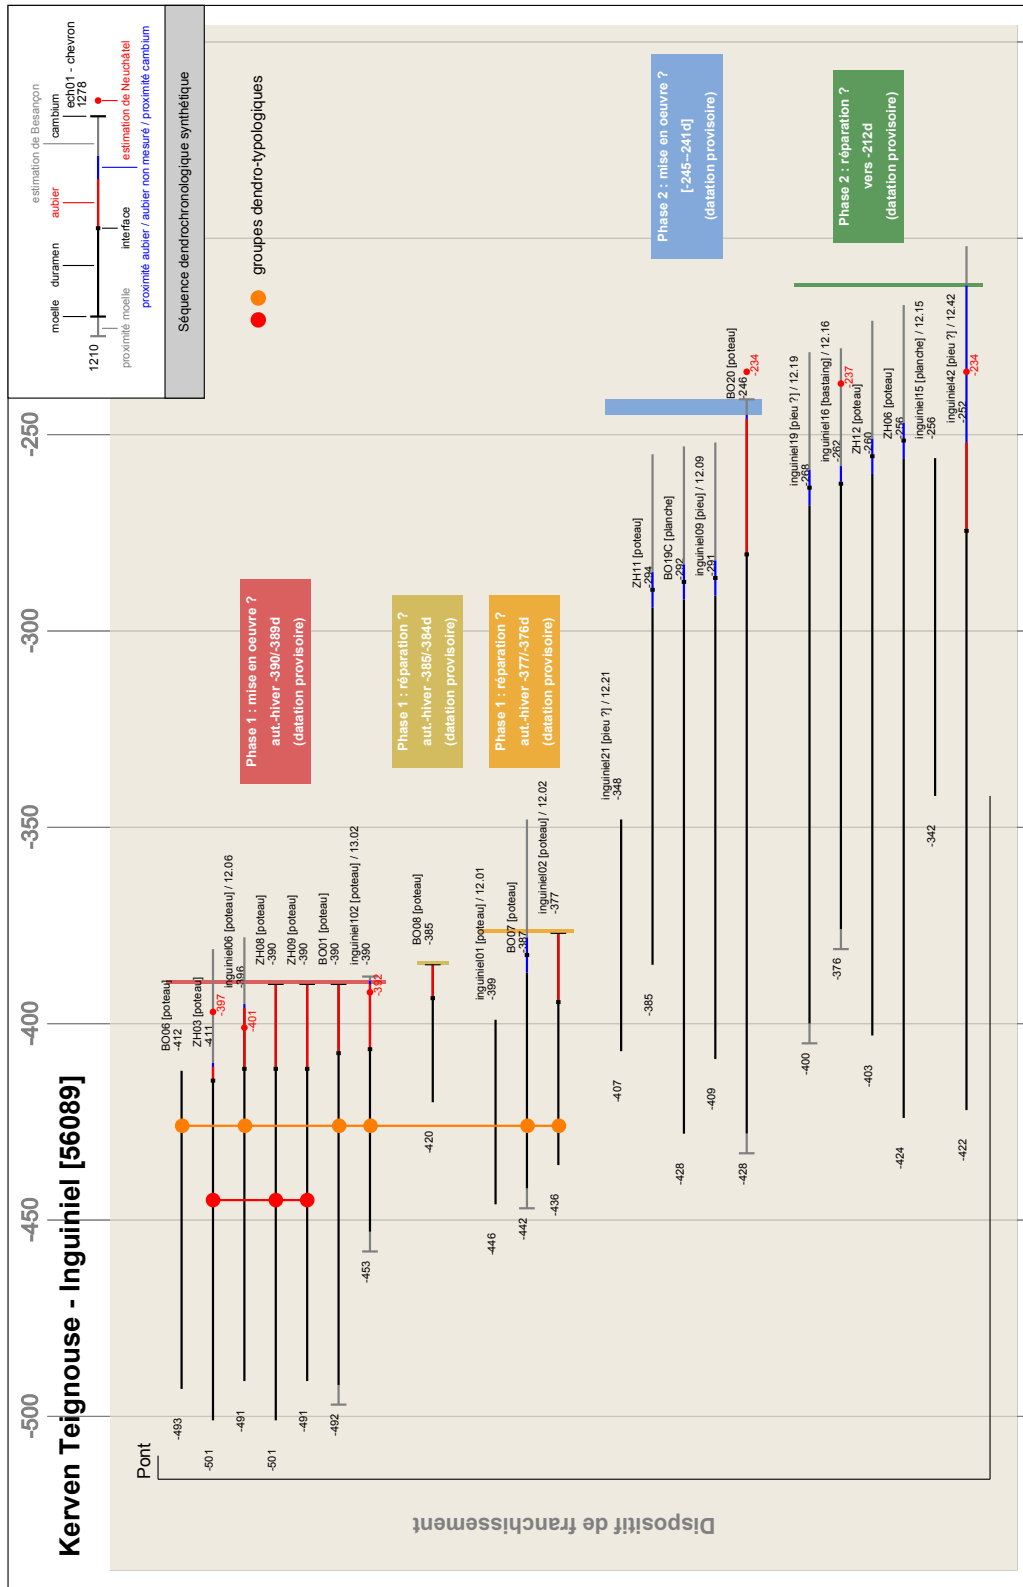 Kerven Teignouse - Inguiniel [56089]
-500
-450
-400
-350
-300
-250
moelle
duramen
aubier
estimation de Besançon
cambium
ech01 - chevron
1278
1210
proximité moelle
interface
estimation de Neuchâtel
proximité aubier / aubier non mesuré / proximité cambium
Séquence dendrochronologique synthétique
groupes dendro-typologiques
Pont
Dispositif de franchissement
-493
BO06 [poteau]
-412
-501
ZH03 [poteau]
-411
-397
-491
inguiniel06 [poteau] / 12.06
-396
-401
-501
ZH08 [poteau]
-390
-491
ZH09 [poteau]
-390
-492
BO01 [poteau]
-390
-453
inguiniel102 [poteau] / 13.02
-390
-392
Phase 1 : mise en oeuvre ?
aut.-hiver -390/-389d
(datation provisoire)
-420
BO08 [poteau]
-385
Phase 1 : réparation ?
aut.-hiver -385/-384d
(datation provisoire)
-446
inguiniel01 [poteau] / 12.01
-399
-442
BO07 [poteau]
-387
-436
inguiniel02 [poteau] / 12.02
-377
Phase 1 : réparation ?
aut.-hiver -377/-376d
(datation provisoire)
-407
inguiniel21 [pieu ?] / 12.21
-348
-385
ZH11 [poteau]
-294
-428
BO19C [planche]
-292
-409
inguiniel09 [pieu] / 12.09
-291
-428
BO20 [poteau]
-246
-234
Phase 2 : mise en oeuvre ?
[-245--241d]
(datation provisoire)
-400
inguiniel19 [pieu ?] / 12.19
-268
-376
inguiniel16 [bastaing] / 12.16
-262
-237
-403
ZH12 [poteau]
-260
-424
ZH06 [poteau]
-256
-342
inguiniel15 [planche] / 12.15
-256
-422
inguiniel42 [pieu ?] / 12.42
-252
-234
Phase 2 : réparation ?
vers -212d
(datation provisoire)